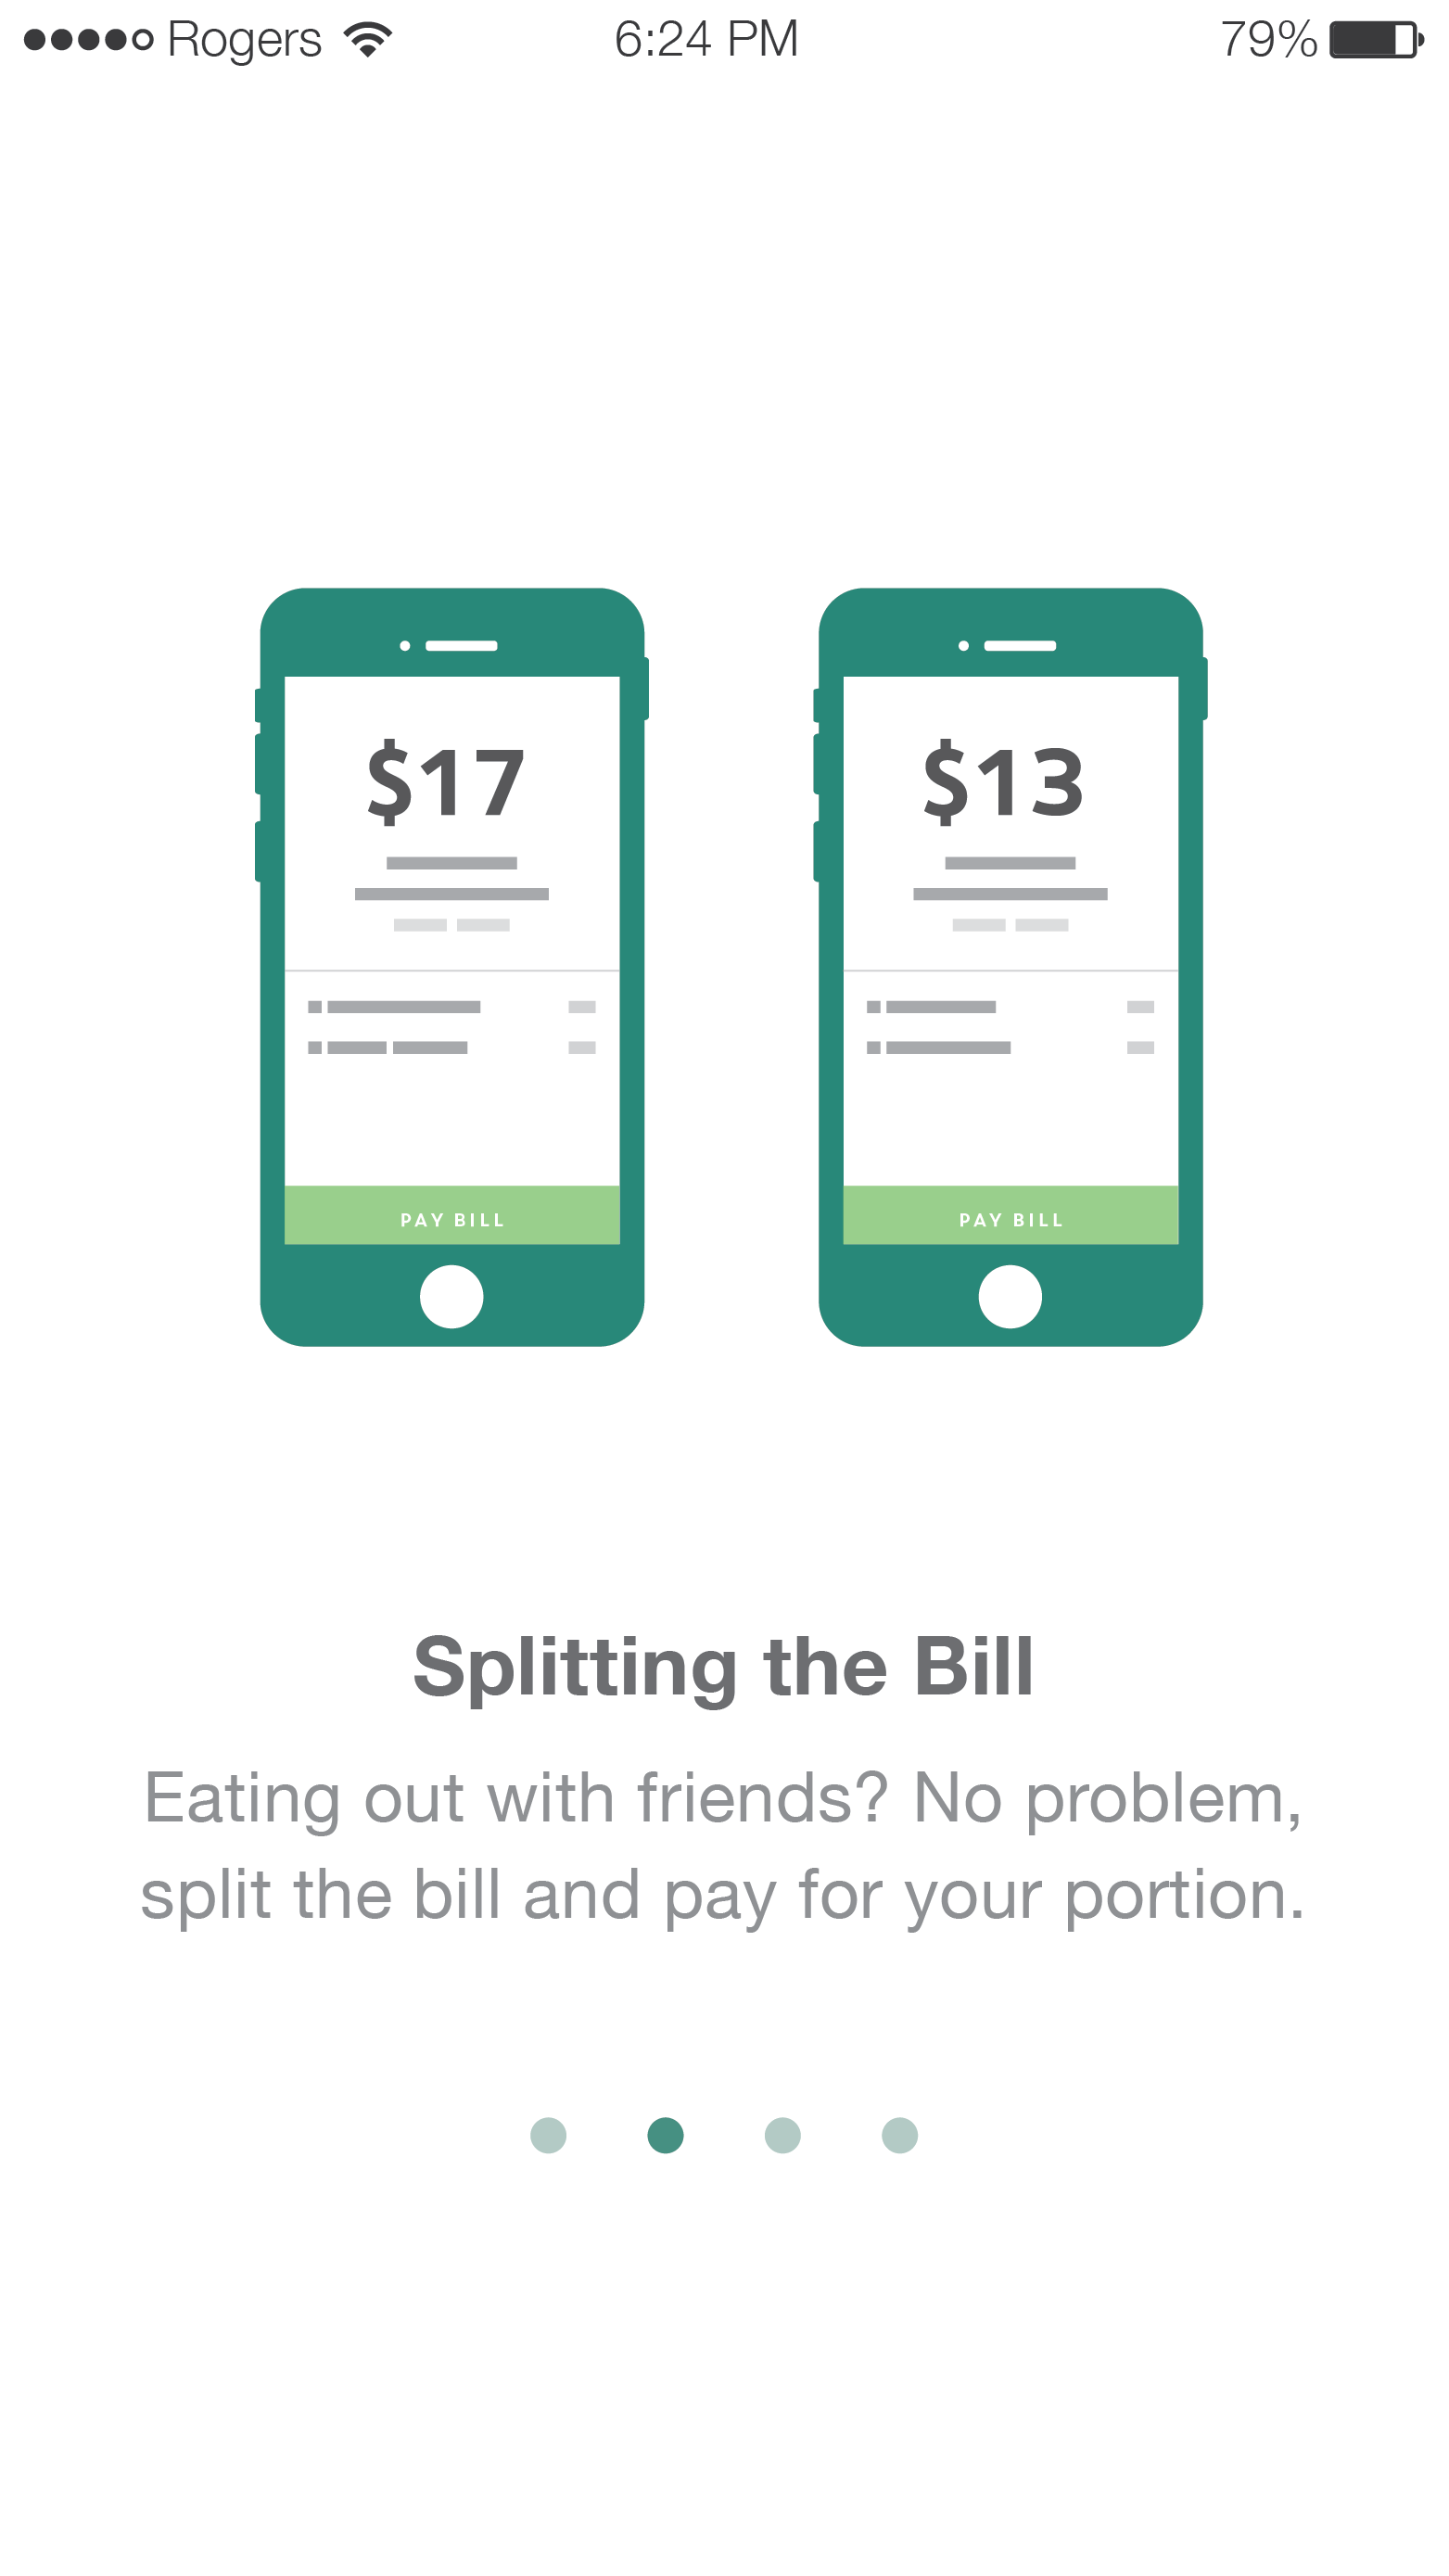 Rogers 6:24 PM 79%
$17 $13
PAY BILL PAY BILL
Splitting the Bill
Eating out with friends? No problem,
split the bill and pay for your portion.